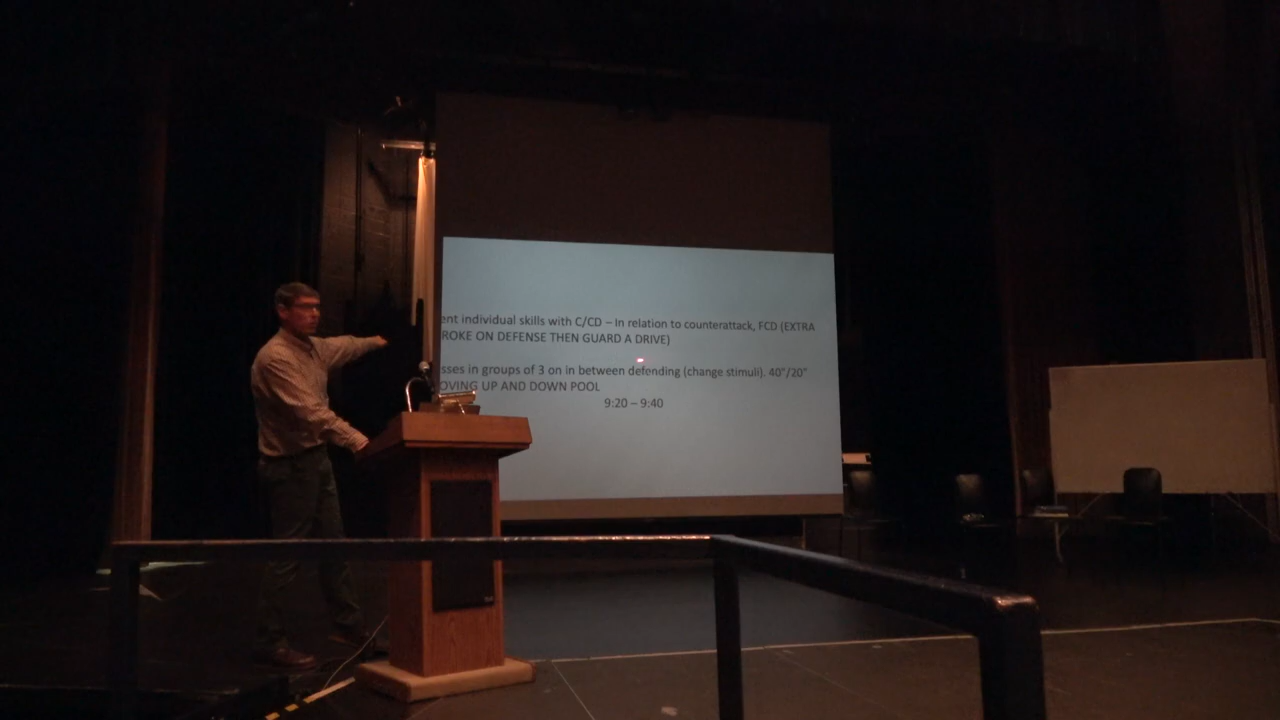 ent individual skills with C/CD – In relation to counterattack, FCD (EXTRA
ROKE ON DEFENSE THEN GUARD A DRIVE)
sses in groups of 3 on in between defending (change stimuli). 40"/20"
OVING UP AND DOWN POOL
9:20 – 9:40